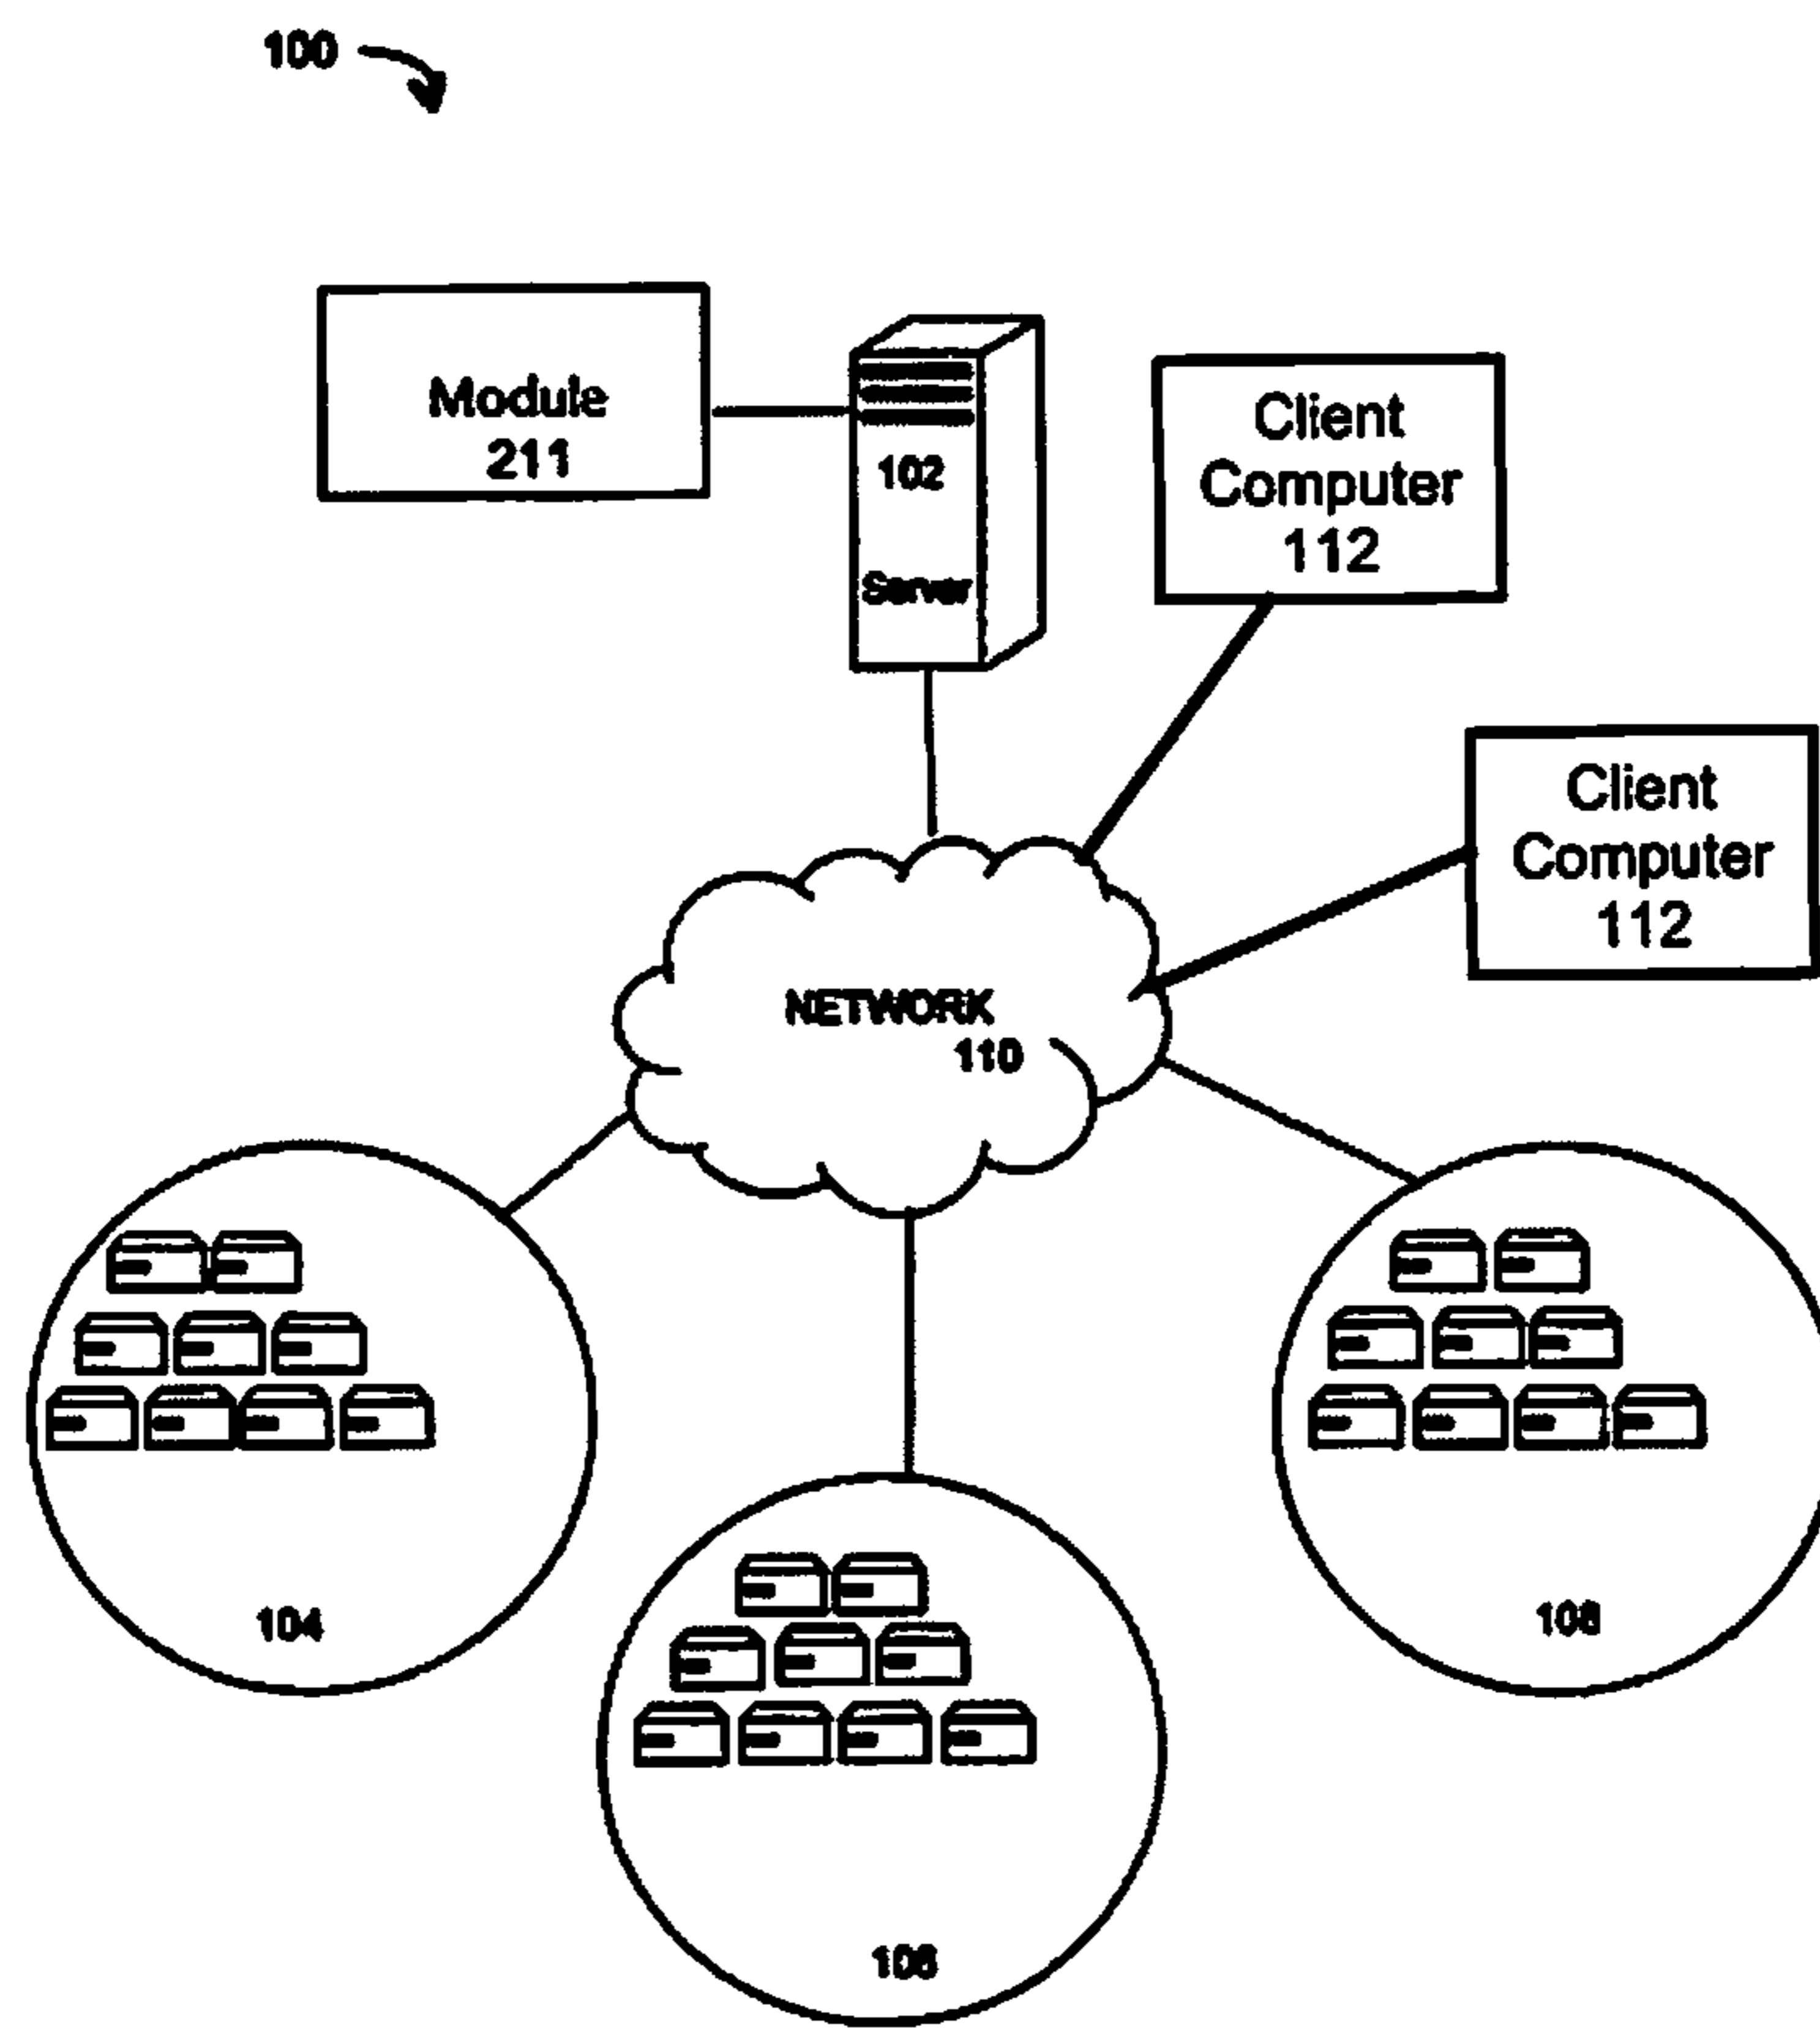 100
Module
211
102
Server
Client
Computer
112
Client
Computer
112
NETWORK
110
104
106
108